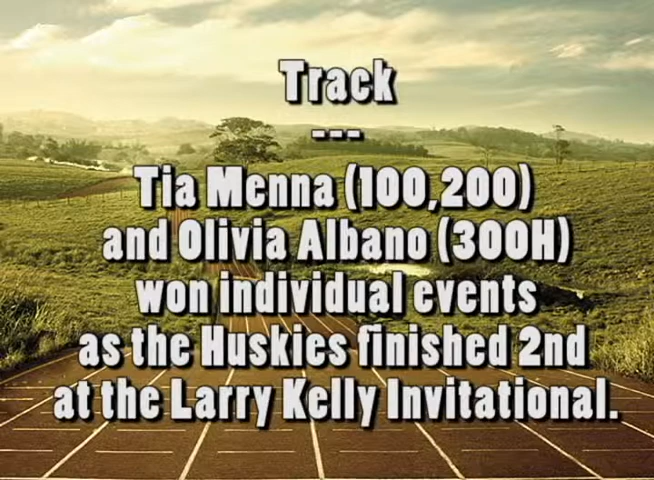 Track
---
Tia Menna (100,200)
and Olivia Albano (300H)
won individual events
as the Huskies finished 2nd
at the Larry Kelly Invitational.